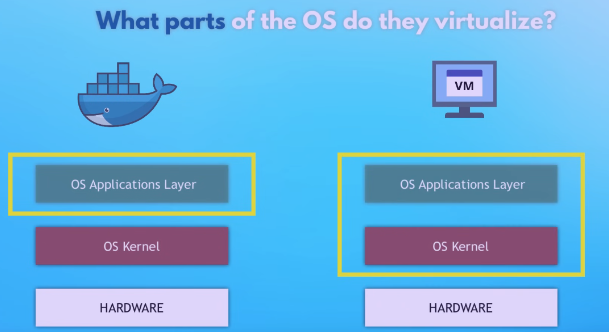 What parts of the OS do they virtualize?
VM
OS Applications Layer
OS Applications Layer
OS Kernel
OS Kernel
HARDWARE
HARDWARE